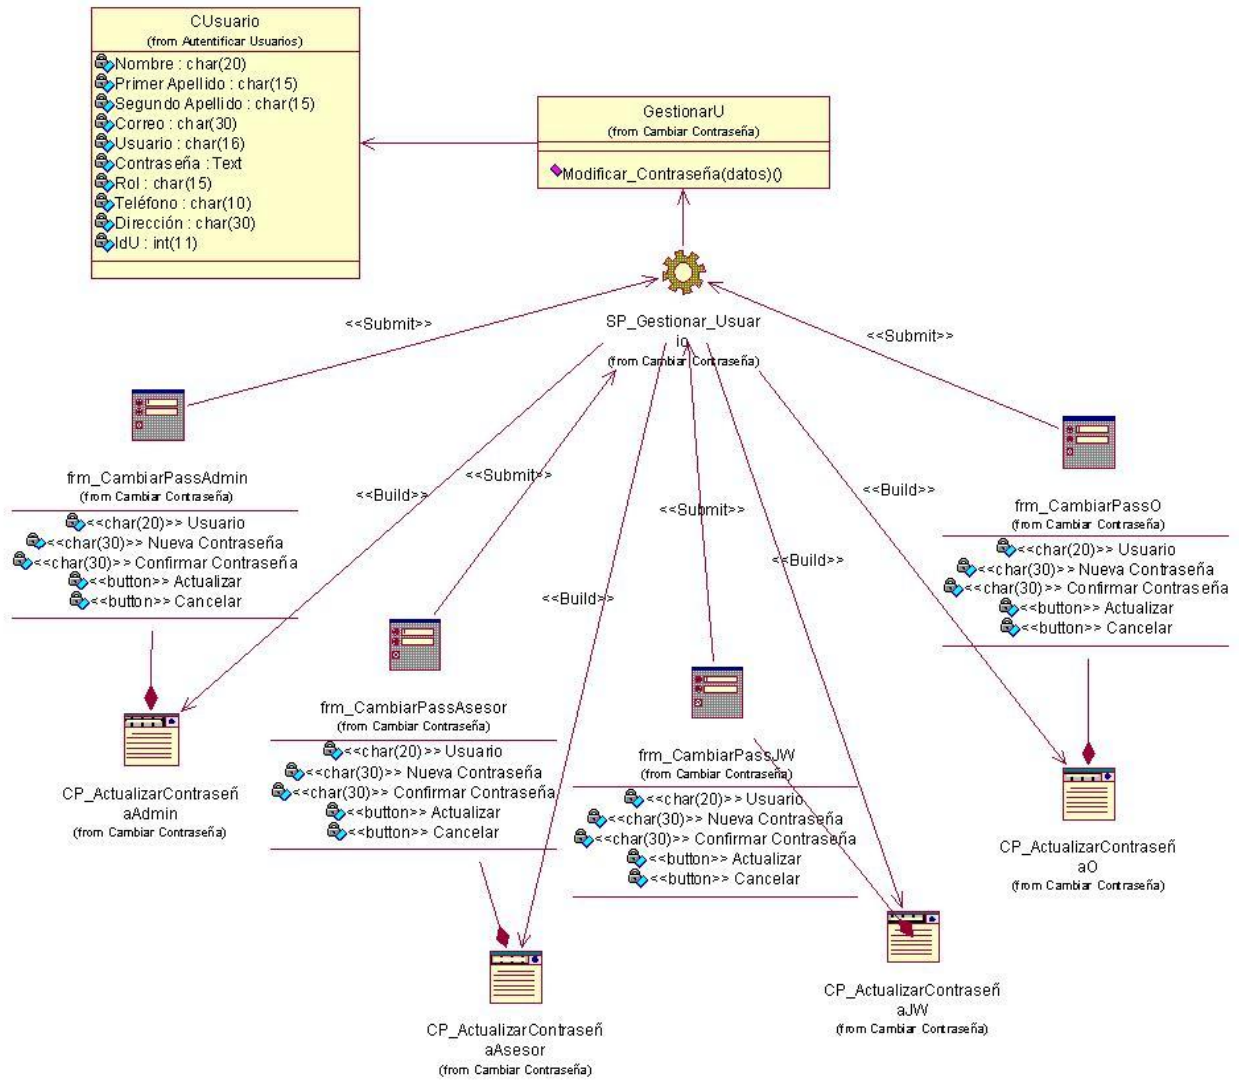 CUsuario
(from Autentificar Usuarios)
Nombre : char(20)
Primer Apellido : char(15)
Segundo Apellido : char(15)
Correo : char(30)
Usuario : char(16)
Contraseña : Text
Rol : char(15)
Teléfono : char(10)
Dirección : char(30)
IdU : int(11)
GestionarU
(from Cambiar Contraseña)
Modificar_Contraseña(datos)()
SP_Gestionar_Usuar
io
(from Cambiar Contraseña)
<<Submit>>
<<Submit>>
<<Build>>
<<Submit>>
<<Build>>
<<Submit>>
<<Build>>
<<Build>>
frm_CambiarPassAdmin
(from Cambiar Contraseña)
<<char(20)>> Usuario
<<char(30)>> Nueva Contraseña
<<char(30)>> Confirmar Contraseña
<<button>> Actualizar
<<button>> Cancelar
frm_CambiarPassO
(from Cambiar Contraseña)
<<char(20)>> Usuario
<<char(30)>> Nueva Contraseña
<<char(30)>> Confirmar Contraseña
<<button>> Actualizar
<<button>> Cancelar
frm_CambiarPassAsesor
(from Cambiar Contraseña)
<<char(20)>> Usuario
<<char(30)>> Nueva Contraseña
<<char(30)>> Confirmar Contraseña
<<button>> Actualizar
<<button>> Cancelar
frm_CambiarPassJW
(from Cambiar Contraseña)
<<char(20)>> Usuario
<<char(30)>> Nueva Contraseña
<<char(30)>> Confirmar Contraseña
<<button>> Actualizar
<<button>> Cancelar
CP_ActualizarContraseñ
aAdmin
(from Cambiar Contraseña)
CP_ActualizarContraseñ
aO
(from Cambiar Contraseña)
CP_ActualizarContraseñ
aJW
(from Cambiar Contraseña)
CP_ActualizarContraseñ
aAsesor
(from Cambiar Contraseña)